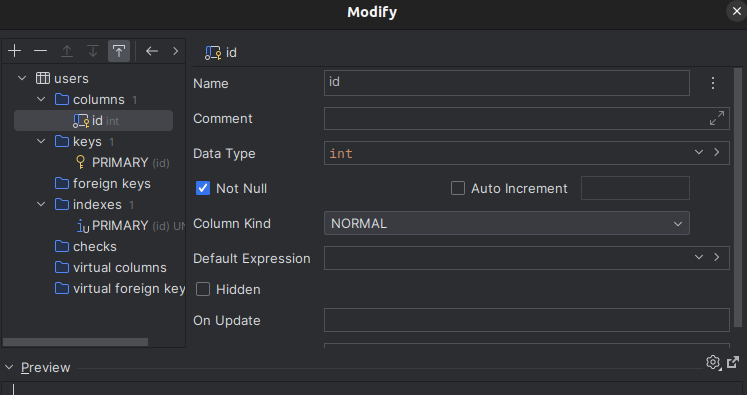 Modify
users
columns 1
id int
keys 1
PRIMARY (id)
foreign keys
indexes 1
PRIMARY (id) UN
checks
virtual columns
virtual foreign key
id
Name id
Comment
Data Type int
Not Null Auto Increment
Column Kind NORMAL
Default Expression
Hidden
On Update
Preview